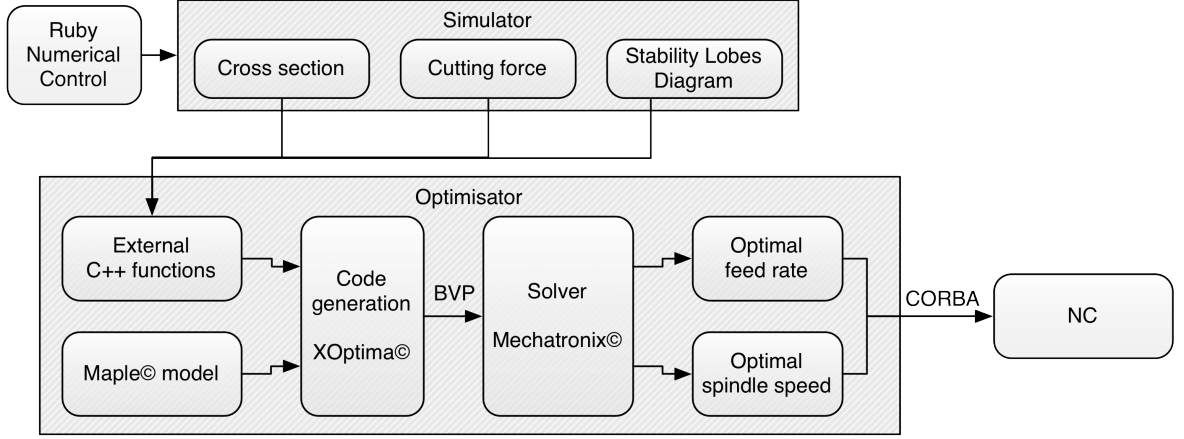 Ruby
Numerical
Control
Simulator
Cross section
Cutting force
Stability Lobes
Diagram
Optimisator
External
C++ functions
Maple© model
Code
generation
XOptima©
BVP
Solver
Mechatronix©
Optimal
feed rate
Optimal
spindle speed
CORBA
NC